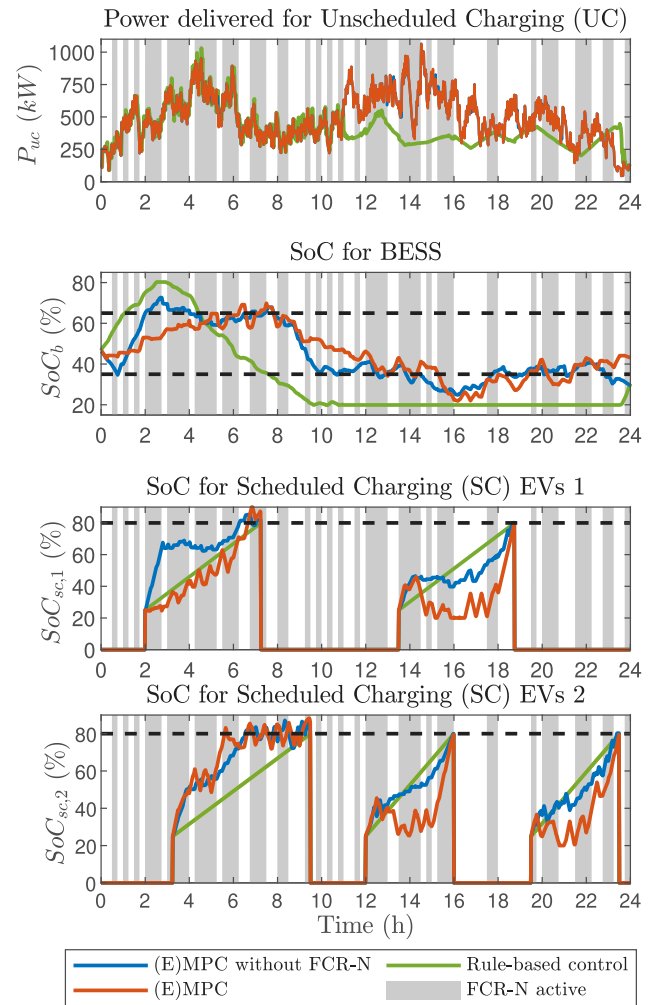 Power delivered for Unscheduled Charging (UC)
P_uc (kW)
1000
750
500
250
0
0 2 4 6 8 10 12 14 16 18 20 22 24
SoC for BESS
SoC_b (%)
80
60
40
20
0 2 4 6 8 10 12 14 16 18 20 22 24
SoC for Scheduled Charging (SC) EVs 1
SoC_sc,1 (%)
80
60
40
20
0
0 2 4 6 8 10 12 14 16 18 20 22 24
SoC for Scheduled Charging (SC) EVs 2
SoC_sc,2 (%)
80
60
40
20
0
0 2 4 6 8 10 12 14 16 18 20 22 24
Time (h)
(E)MPC without FCR-N
Rule-based control
(E)MPC
FCR-N active